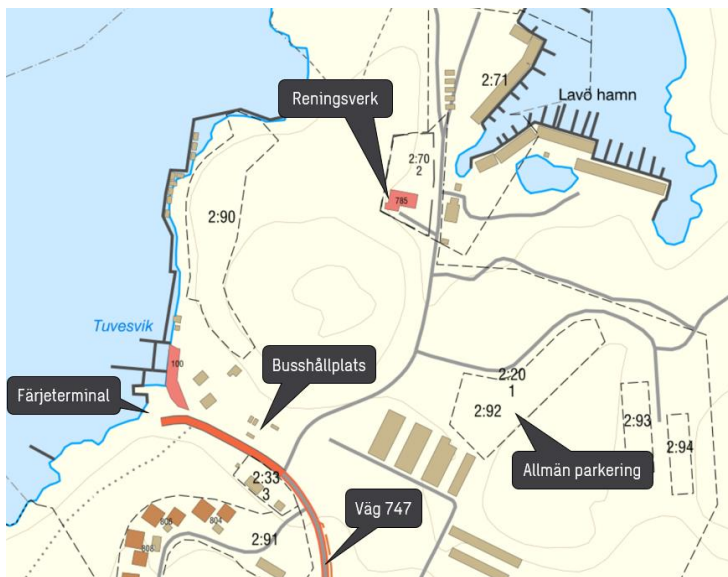 2:71
Lavö hamn
Reningsverk
2:70
2
785
2:90
Tuvesvik
100
Busshållplats
Färjeterminal
2:20
1
2:92
2:93
2:94
Allmän parkering
2:33
3
Väg 747
806
804
808
2:91